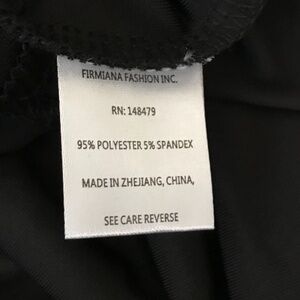 FIRMIANA FASHION INC.
RN: 148479
95% POLYESTER 5% SPANDEX
MADE IN ZHEJIANG, CHINA,
SEE CARE REVERSE